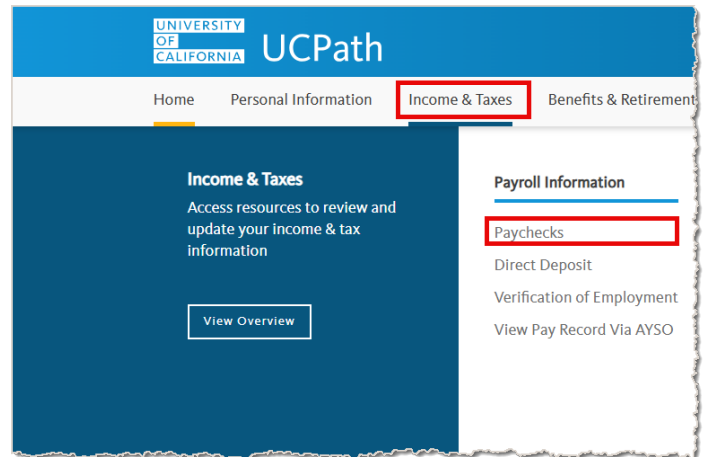 UNIVERSITY
OF
CALIFORNIA
UCPath
Home Personal Information Income & Taxes Benefits & Retirement
Income & Taxes
Access resources to review and
update your income & tax
information
View Overview
Payroll Information
Paychecks
Direct Deposit
Verification of Employment
View Pay Record Via AYSO